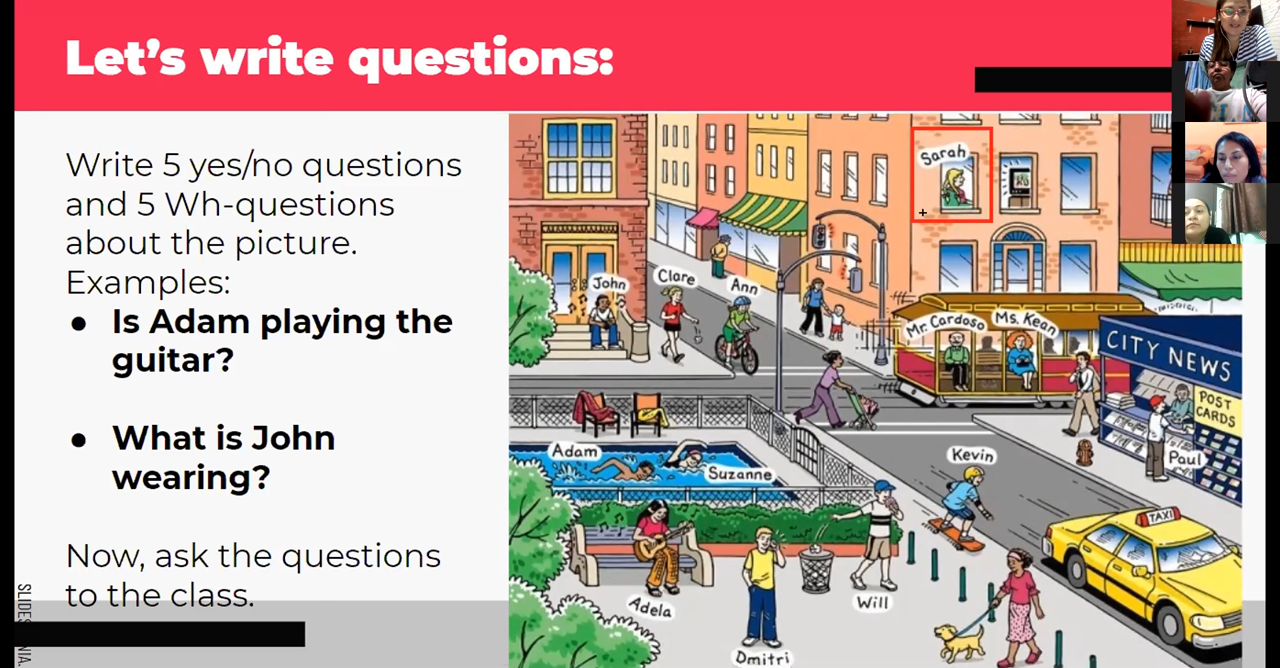 Let's write questions:
Write 5 yes/no questions
and 5 Wh-questions
about the picture.
Examples:
● Is Adam playing the
guitar?
● What is John
wearing?
Now, ask the questions
to the class.
Sarah
John
Clare
Ann
Mr. Cardoso
Ms. Kean
CITY NEWS
POST
CARDS
Paul
Adam
Suzanne
Kevin
TAXI
Adela
Will
Dmitri